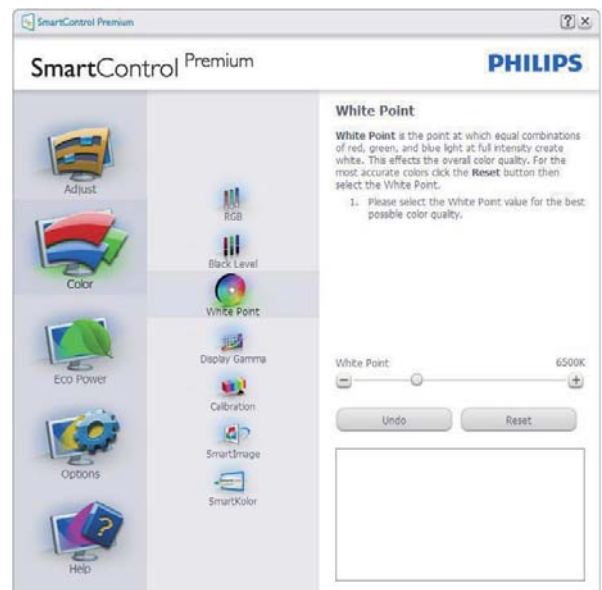 SmartControl Premium
? ×
SmartControl Premium
PHILIPS
Adjust
Color
Eco Power
Options
Help
RGB
Black Level
White Point
Display Gamma
Calibration
SmartImage
SmartKolor
White Point
White Point is the point at which equal combinations
of red, green, and blue light at full intensity create
white. This effects the overall color quality. For the
most accurate colors click the Reset button then
select the White Point.
1. Please select the White Point value for the best
possible color quality.
White Point 6500K
Undo Reset